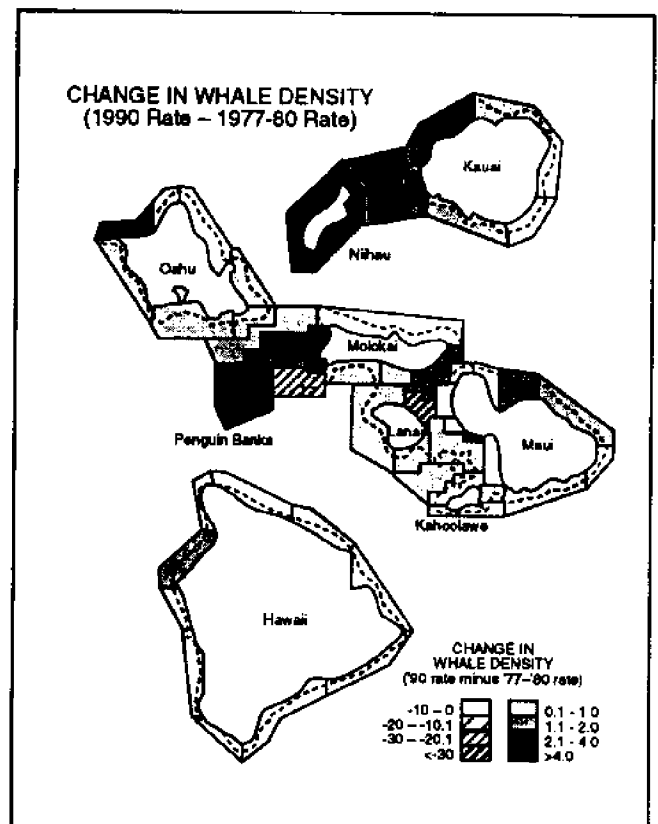 CHANGE IN WHALE DENSITY
(1990 Rate – 1977-80 Rate)
Kauai
Niihau
Oahu
Molokai
Penguin Banks
Lanai
Maui
Kahoolawe
Hawaii
CHANGE IN
WHALE DENSITY
('90 rate minus '77–'80 rate)
-10 – 0
0.1 - 1.0
-20 – -10.1
1.1 - 2.0
-30 – -20.1
2.1 - 4.0
<-30
>4.0